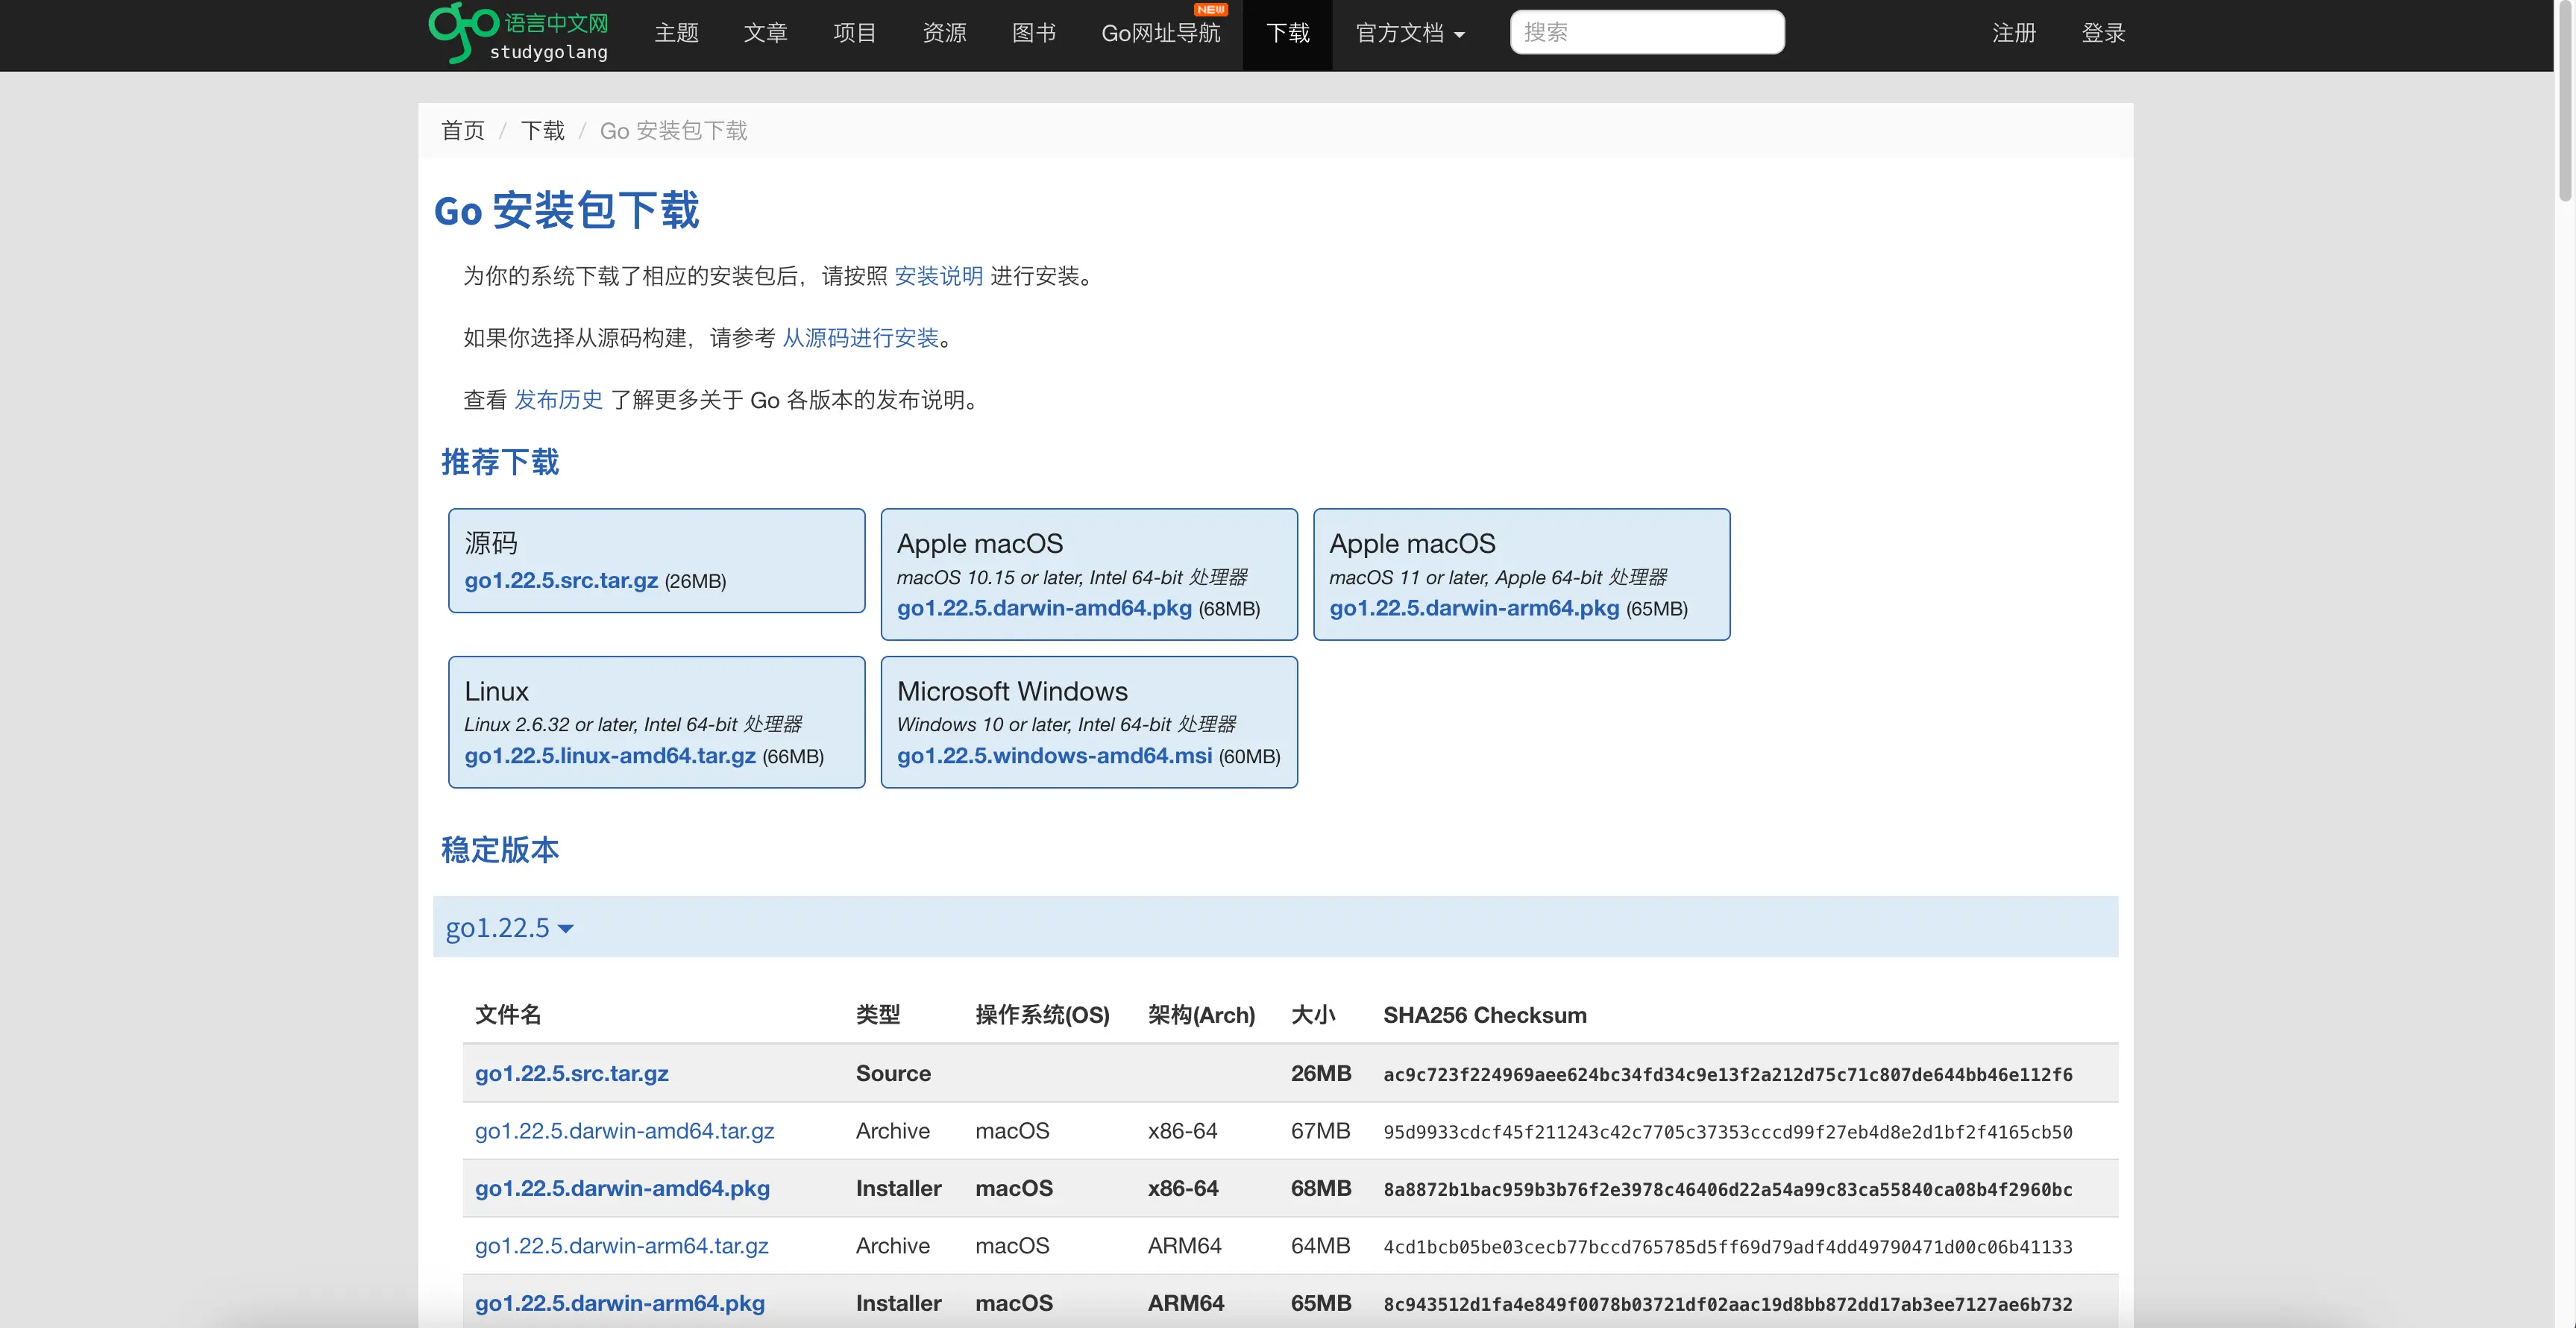 go 语言中文网 studygolang 主题 文章 项目 资源 图书 Go网址导航 NEW 下载 官方文档 搜索 注册 登录
首页 / 下载 / Go 安装包下载
Go 安装包下载
为你的系统下载了相应的安装包后，请按照 安装说明 进行安装。
如果你选择从源码构建，请参考 从源码进行安装。
查看 发布历史 了解更多关于 Go 各版本的发布说明。
推荐下载
源码
go1.22.5.src.tar.gz (26MB)
Apple macOS
macOS 10.15 or later, Intel 64-bit 处理器
go1.22.5.darwin-amd64.pkg (68MB)
Apple macOS
macOS 11 or later, Apple 64-bit 处理器
go1.22.5.darwin-arm64.pkg (65MB)
Linux
Linux 2.6.32 or later, Intel 64-bit 处理器
go1.22.5.linux-amd64.tar.gz (66MB)
Microsoft Windows
Windows 10 or later, Intel 64-bit 处理器
go1.22.5.windows-amd64.msi (60MB)
稳定版本
go1.22.5
文件名 类型 操作系统(OS) 架构(Arch) 大小 SHA256 Checksum
go1.22.5.src.tar.gz Source 26MB ac9c723f224969aee624bc34fd34c9e13f2a212d75c71c807de644bb46e112f6
go1.22.5.darwin-amd64.tar.gz Archive macOS x86-64 67MB 95d9933cdcf45f211243c42c7705c37353cccd99f27eb4d8e2d1bf2f4165cb50
go1.22.5.darwin-amd64.pkg Installer macOS x86-64 68MB 8a8872b1bac959b3b76f2e3978c46406d22a54a99c83ca55840ca08b4f2960bc
go1.22.5.darwin-arm64.tar.gz Archive macOS ARM64 64MB 4cd1bcb05be03cecb77bccd765785d5ff69d79adf4dd49790471d00c06b41133
go1.22.5.darwin-arm64.pkg Installer macOS ARM64 65MB 8c943512d1fa4e849f0078b03721df02aac19d8bb872dd17ab3ee7127ae6b732